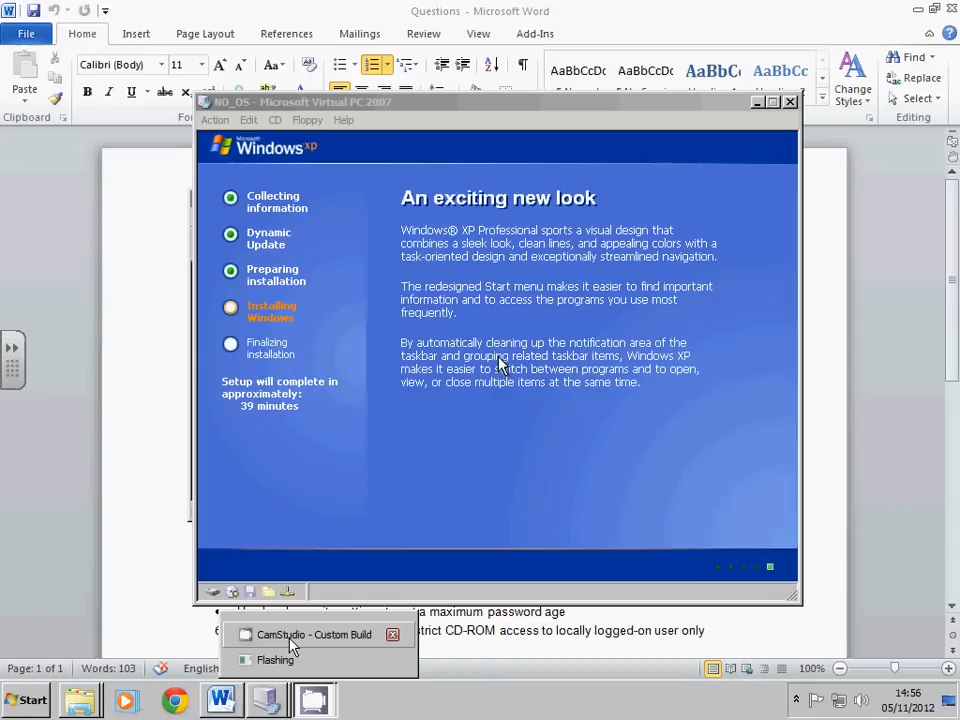 Questions - Microsoft Word
File Home Insert Page Layout References Mailings Review View Add-Ins
Calibri (Body) 11 Aa
AaBbCcDc AaBbCcDc AaBbC AaBbCc
Find
Replace
Select
Paste
B I U
Change
Styles
Clipboard
Editing
NO_OS - Microsoft Virtual PC 2007
Action Edit CD Floppy Help
Microsoft
Windows xp
Collecting
information
Dynamic
Update
Preparing
installation
Installing
Windows
Finalizing
installation
Setup will complete in
approximately:
39 minutes
An exciting new look
Windows® XP Professional sports a visual design that
combines a sleek look, clean lines, and appealing colors with a
task-oriented design and exceptionally streamlined navigation.
The redesigned Start menu makes it easier to find important
information and to access the programs you use most
frequently.
By automatically cleaning up the notification area of the
taskbar and grouping related taskbar items, Windows XP
makes it easier to switch between programs and to open,
view, or close multiple items at the same time.
a maximum password age
strict CD-ROM access to locally logged-on user only
CamStudio - Custom Build
Flashing
Page: 1 of 1 Words: 103 English 100%
Start
14:56
05/11/2012